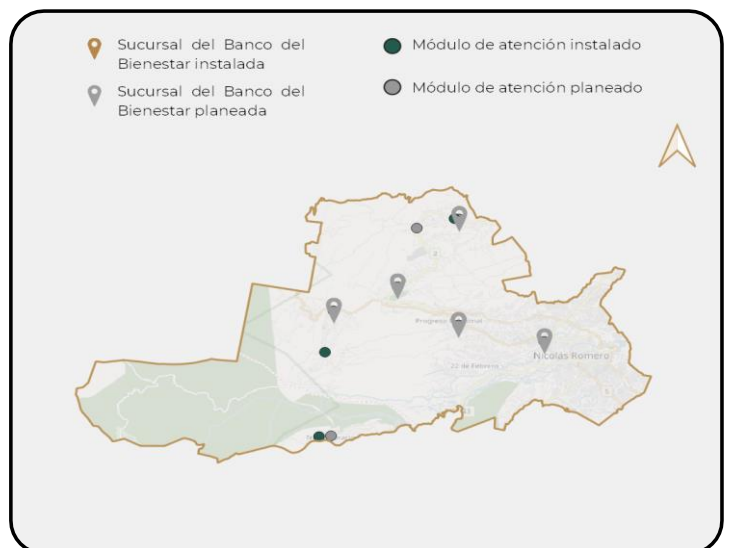 Sucursal del Banco del
Bienestar instalada
Sucursal del Banco del
Bienestar planeada
Módulo de atención instalado
Módulo de atención planeado
Progreso
22 de Febrero
Nicolás Romero